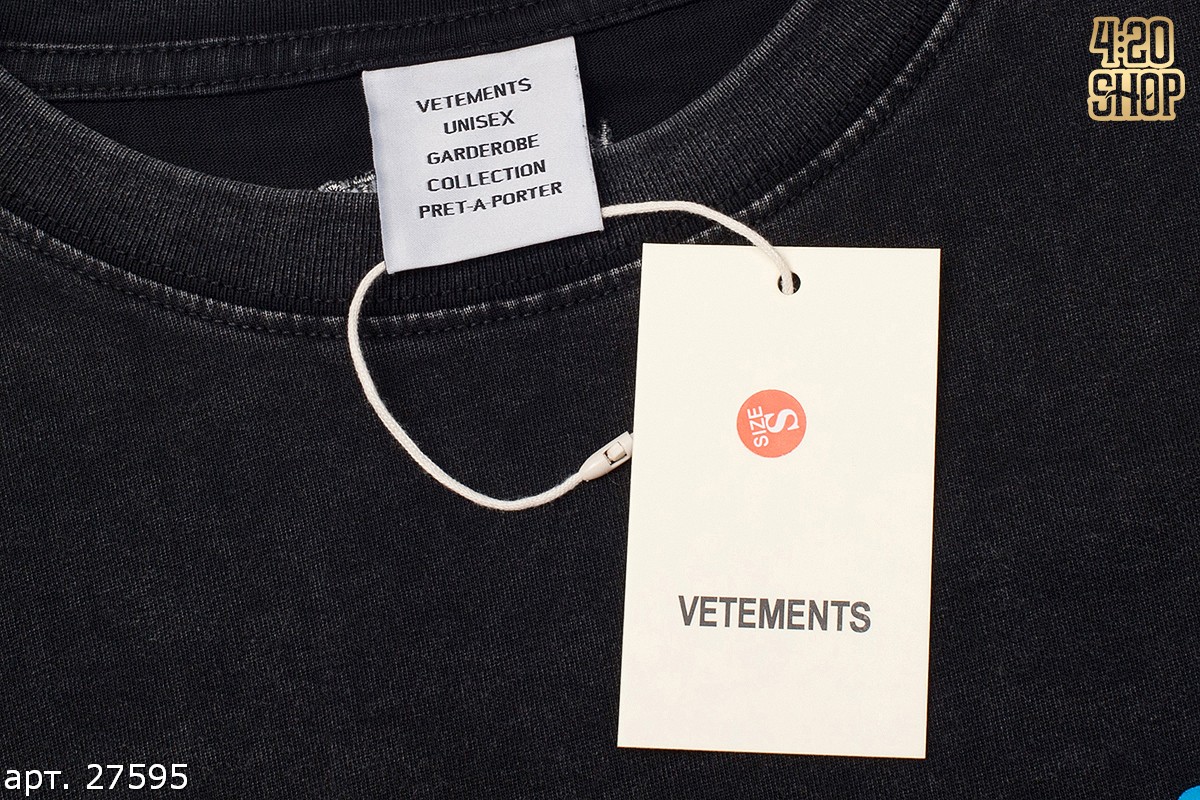 4:20
SHOP
VETEMENTS
UNISEX
GARDEROBE
COLLECTION
PRET-A-PORTER
SIZE
S
VETEMENTS
арт. 27595